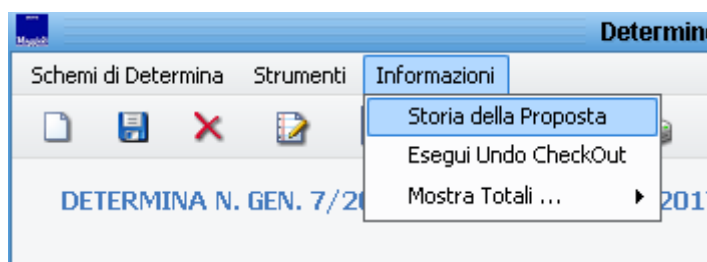 Maggioli
Determin
Schemi di Determina Strumenti Informazioni
Storia della Proposta
Esegui Undo CheckOut
Mostra Totali ...
DETERMINA N. GEN. 7/20 201